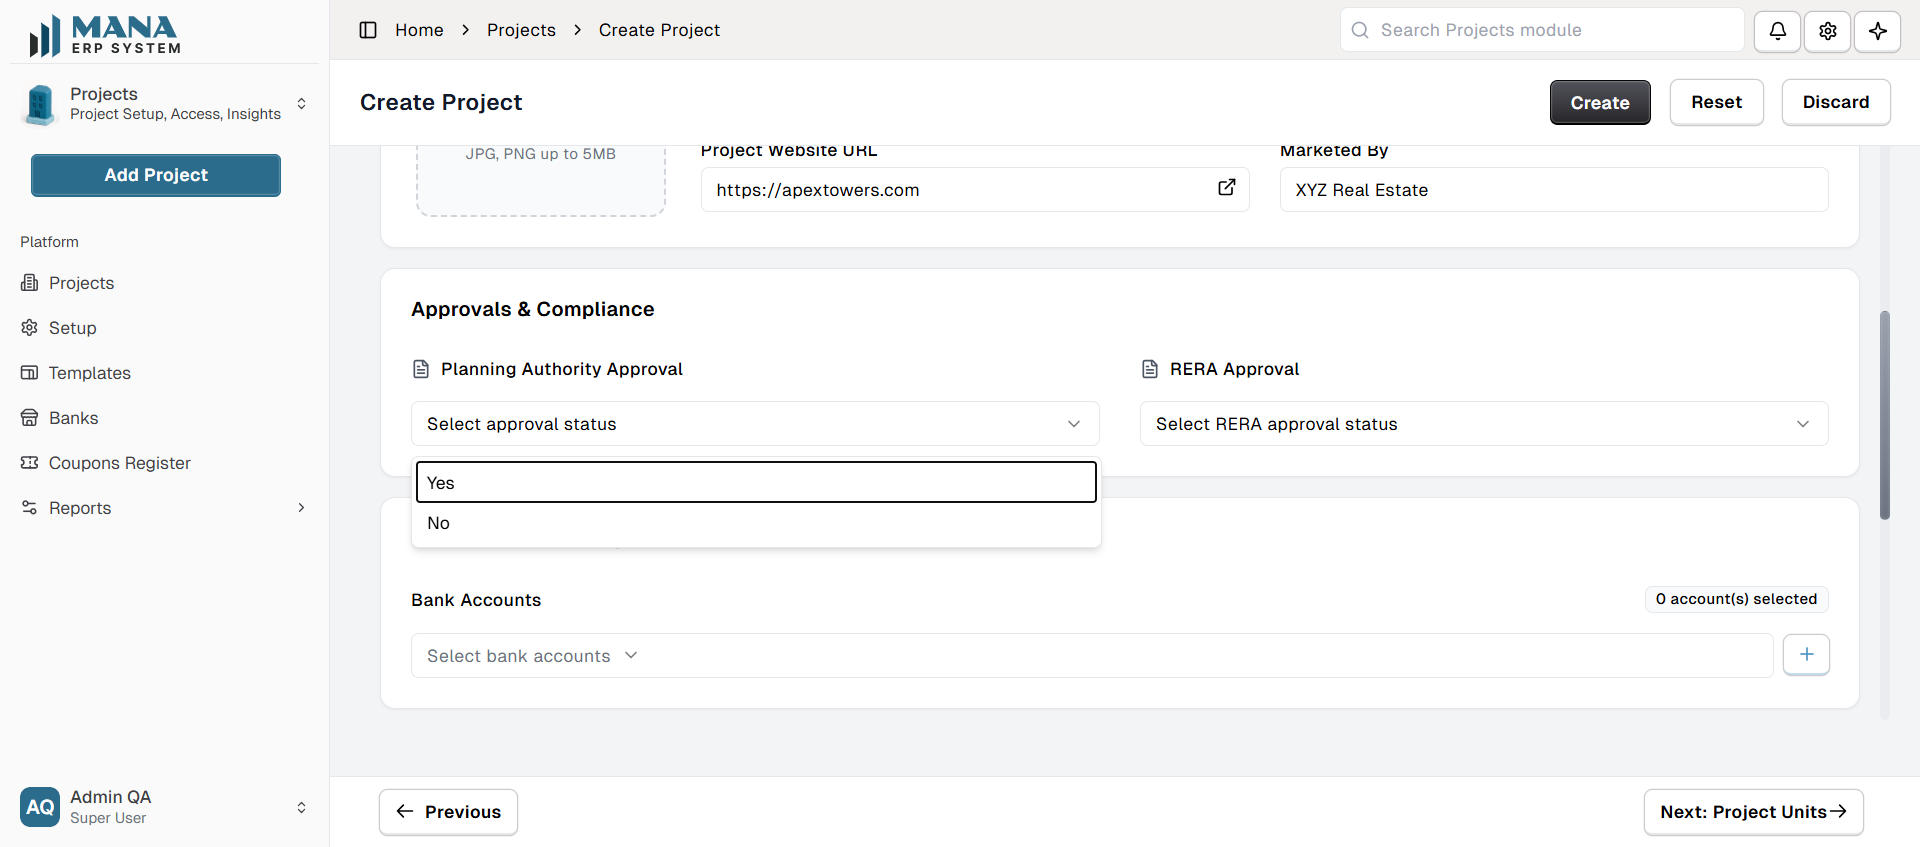 MANA
ERP SYSTEM
Projects
Project Setup, Access, Insights
Add Project
Platform
Projects
Setup
Templates
Banks
Coupons Register
Reports
AQ
Admin QA
Super User
Home
Projects
Create Project
Search Projects module
Create Project
Create
Reset
Discard
JPG, PNG up to 5MB
Project Website URL
https://apextowers.com
Marketed By
XYZ Real Estate
Approvals & Compliance
Planning Authority Approval
Select approval status
Yes
No
RERA Approval
Select RERA approval status
Bank Accounts
0 account(s) selected
Select bank accounts
Previous
Next: Project Units